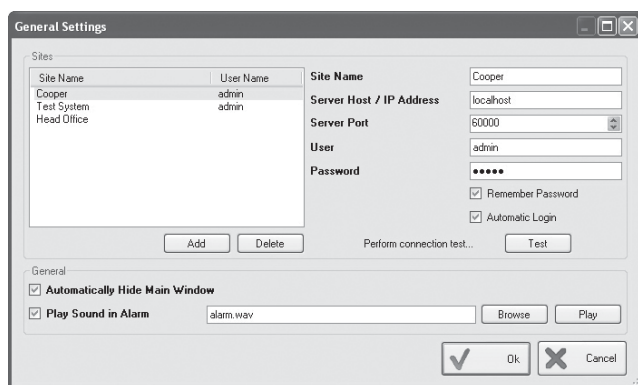 General Settings
Sites
Site Name User Name
Cooper admin
Test System admin
Head Office
Add Delete
Site Name Cooper
Server Host / IP Address localhost
Server Port 60000
User admin
Password •••••
Remember Password
Automatic Login
Perform connection test... Test
General
Automatically Hide Main Window
Play Sound in Alarm alarm.wav Browse Play
Ok Cancel